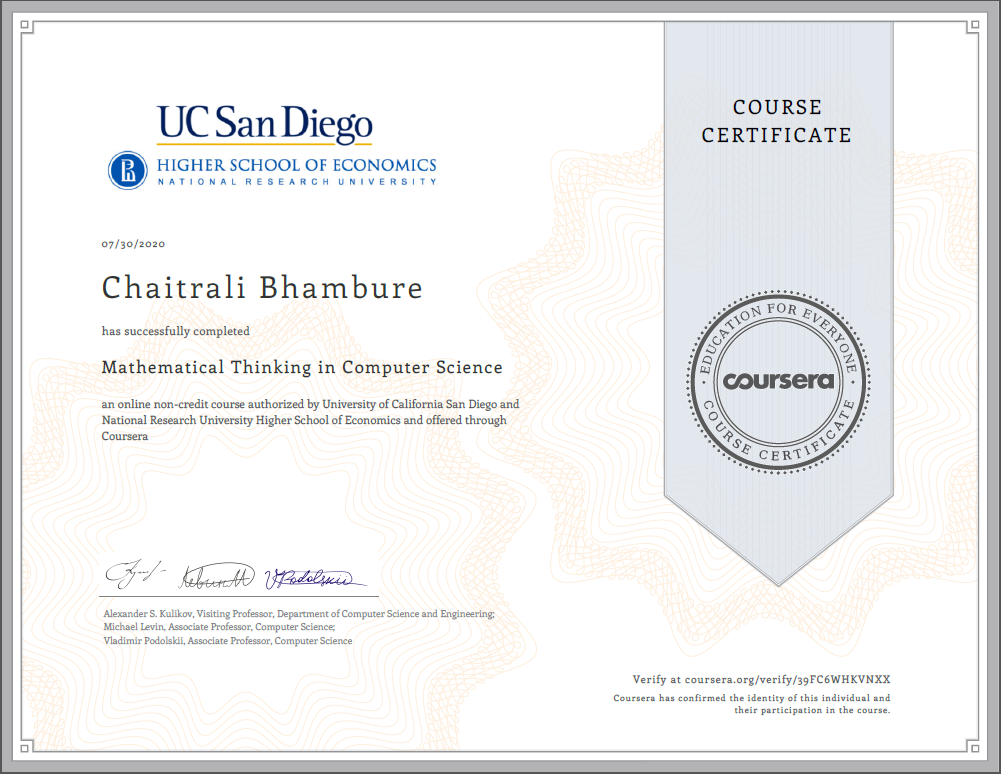 UC San Diego
HIGHER SCHOOL OF ECONOMICS
NATIONAL RESEARCH UNIVERSITY
COURSE
CERTIFICATE
07/30/2020
Chaitrali Bhambure
has successfully completed
Mathematical Thinking in Computer Science
an online non-credit course authorized by University of California San Diego and
National Research University Higher School of Economics and offered through
Coursera
EDUCATION FOR EVERYONE
coursera
COURSE CERTIFICATE
VPodolskii
Alexander S. Kulikov, Visiting Professor, Department of Computer Science and Engineering;
Michael Levin, Associate Professor, Computer Science;
Vladimir Podolskii, Associate Professor, Computer Science
Verify at coursera.org/verify/39FC6WHKVNXX
Coursera has confirmed the identity of this individual and
their participation in the course.